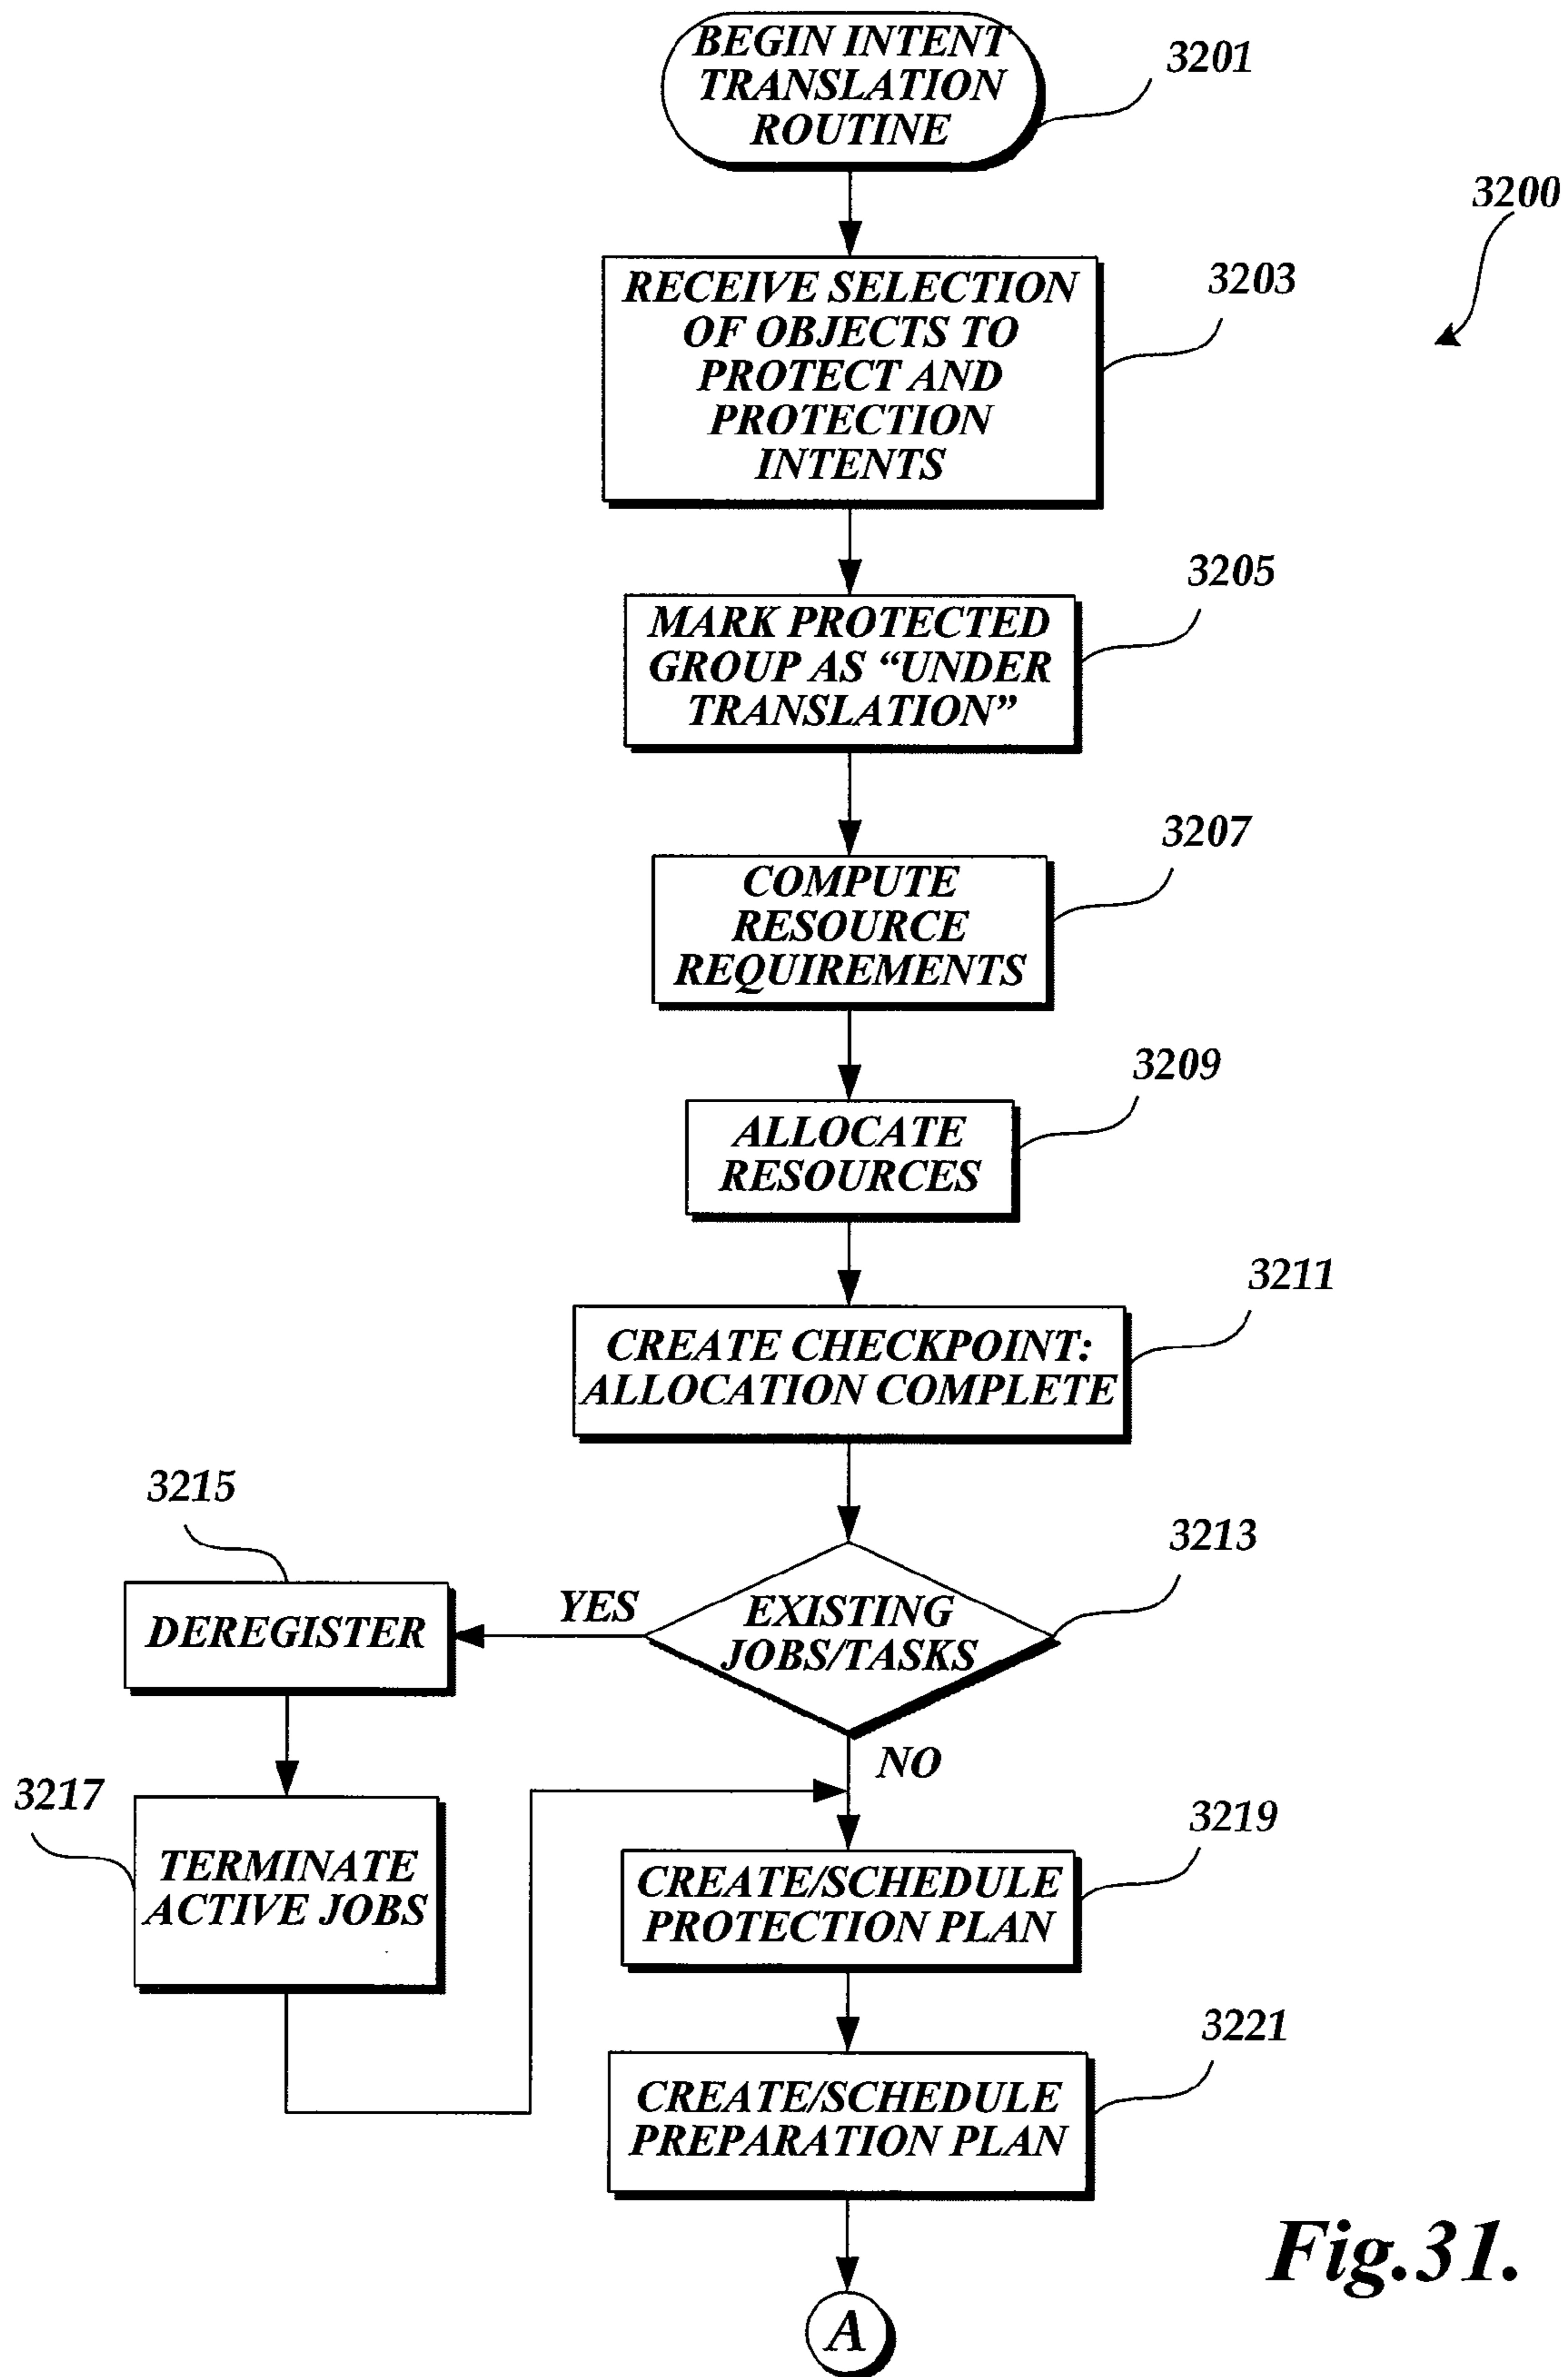 BEGIN INTENT
TRANSLATION
ROUTINE
3201
3200
RECEIVE SELECTION
OF OBJECTS TO
PROTECT AND
PROTECTION
INTENTS
3203
MARK PROTECTED
GROUP AS “UNDER
TRANSLATION”
3205
COMPUTE
RESOURCE
REQUIREMENTS
3207
ALLOCATE
RESOURCES
3209
CREATE CHECKPOINT:
ALLOCATION COMPLETE
3211
EXISTING
JOBS/TASKS
3213
YES
DEREGISTER
3215
TERMINATE
ACTIVE JOBS
3217
NO
CREATE/SCHEDULE
PROTECTION PLAN
3219
CREATE/SCHEDULE
PREPARATION PLAN
3221
A
Fig.31.